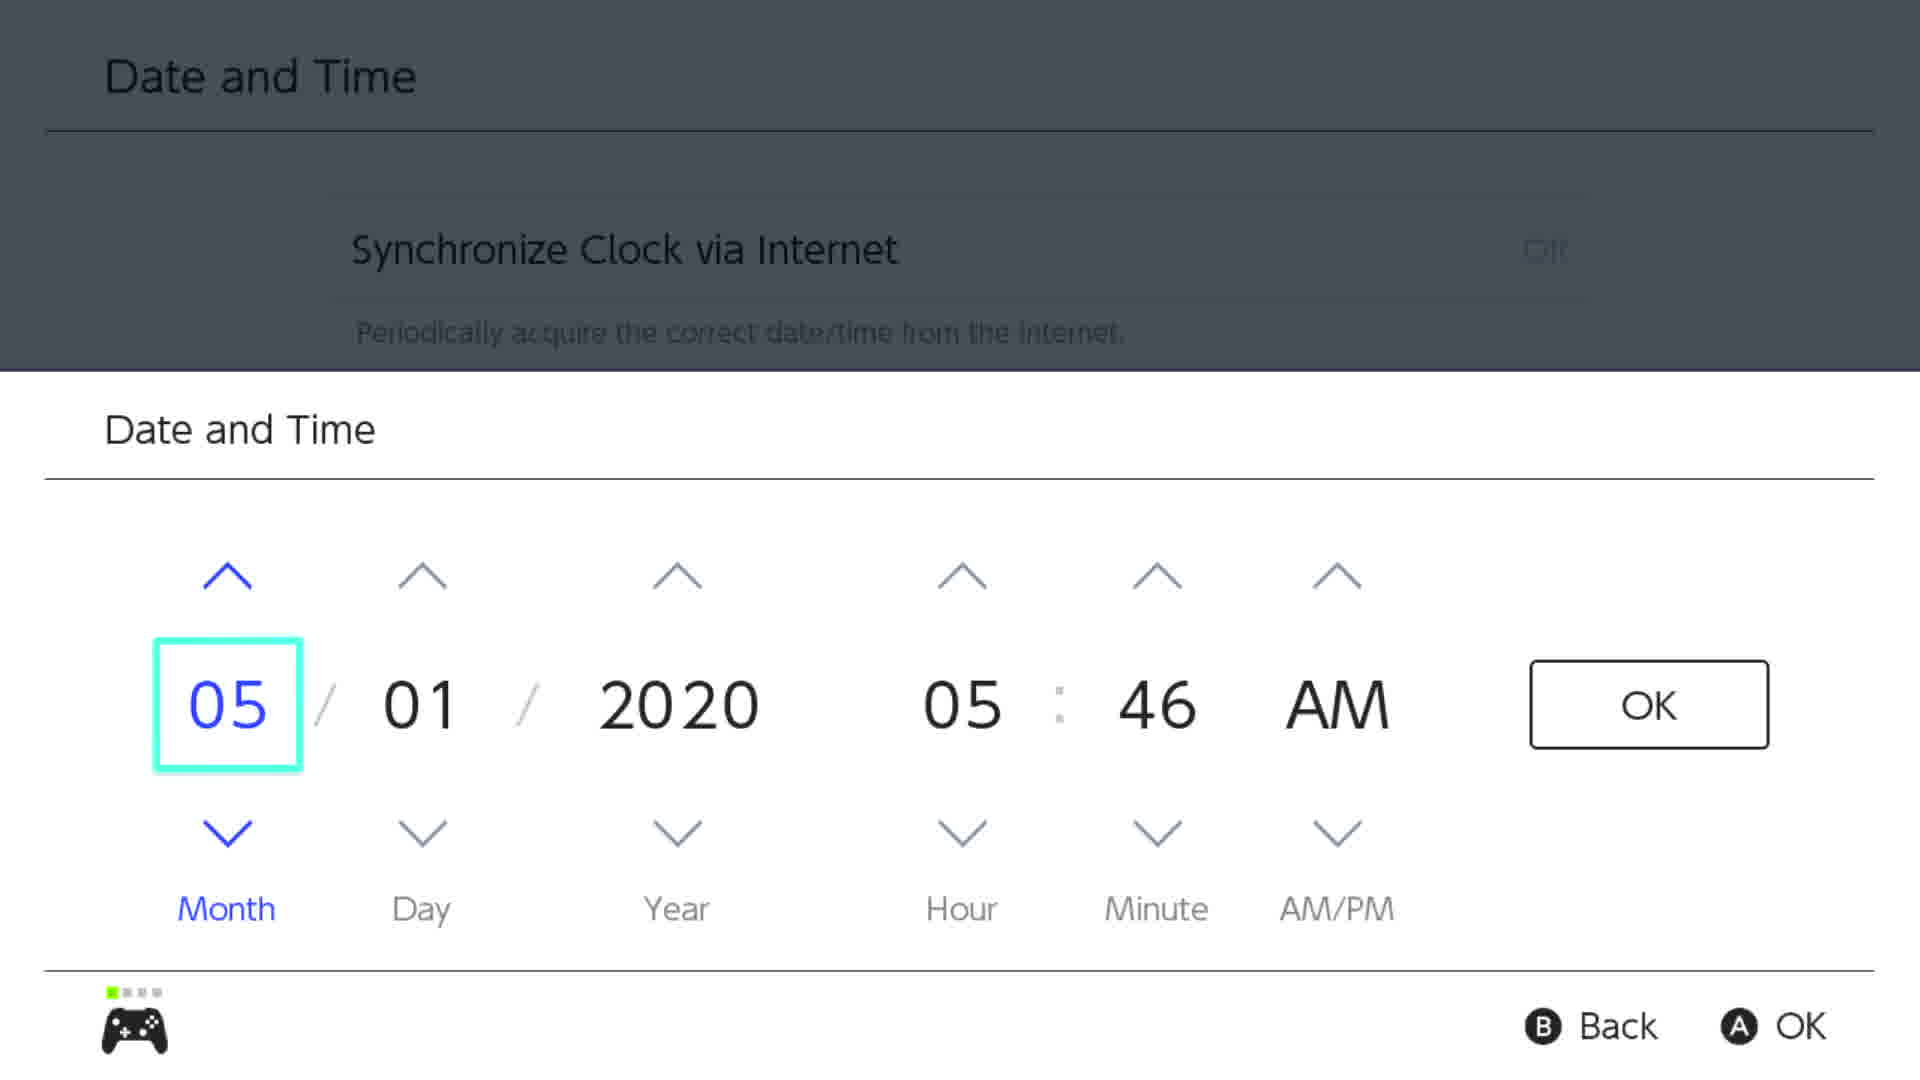 Date and Time
Synchronize Clock via Internet Off
Periodically acquire the correct date/time from the Internet.
Date and Time
05 / 01 / 2020 05 : 46 AM OK
Month Day Year Hour Minute AM/PM
B Back A OK